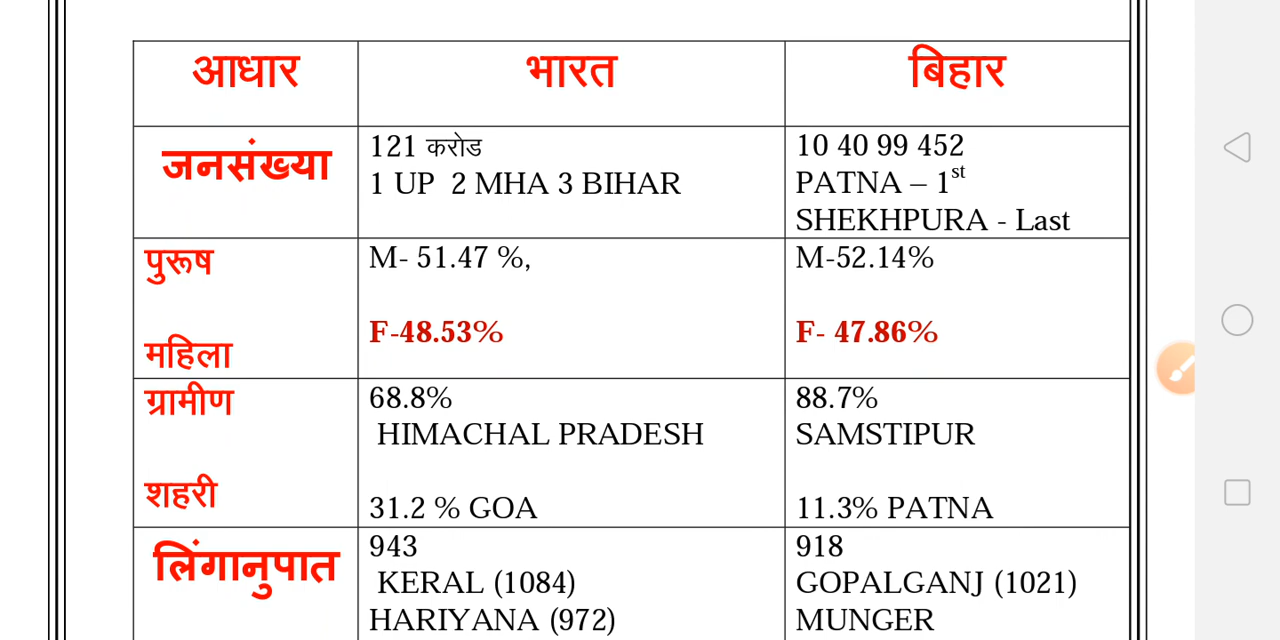 आधार भारत बिहार
जनसंख्या
121 करोड
1 UP 2 MHA 3 BIHAR
10 40 99 452
PATNA – 1st
SHEKHPURA - Last
पुरूष
महिला
M- 51.47 %,
F-48.53%
M-52.14%
F- 47.86%
ग्रामीण
शहरी
68.8%
HIMACHAL PRADESH
31.2 % GOA
88.7%
SAMSTIPUR
11.3% PATNA
लिंगानुपात
943
KERAL (1084)
HARIYANA (972)
918
GOPALGANJ (1021)
MUNGER